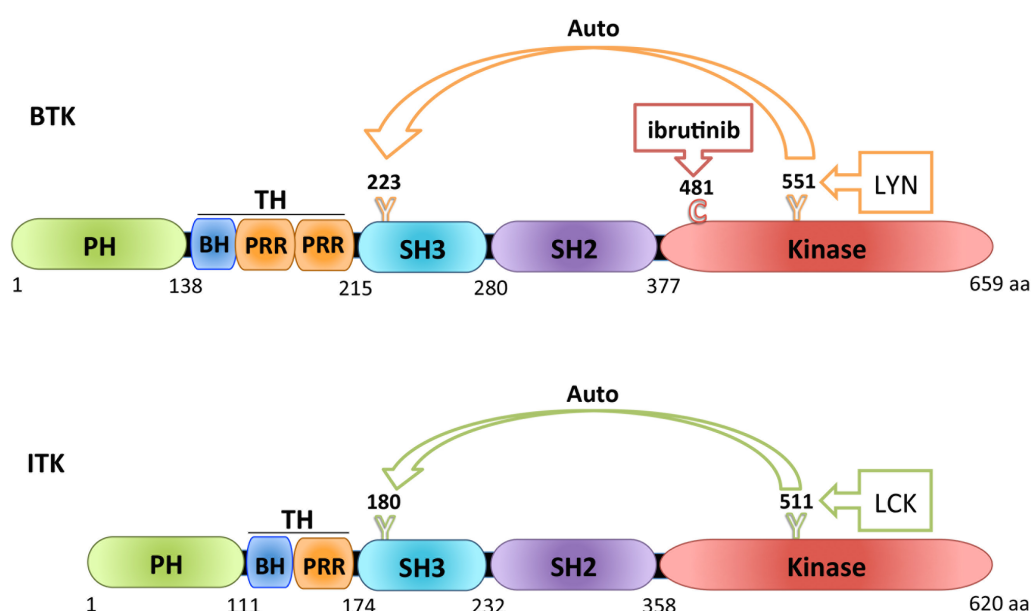 Auto
BTK
ibrutinib
223
481
551
LYN
TH
Y
C
Y
PH
BH
PRR
PRR
SH3
SH2
Kinase
1
138
215
280
377
659 aa
Auto
ITK
180
511
LCK
TH
Y
Y
PH
BH
PRR
SH3
SH2
Kinase
1
111
174
232
358
620 aa